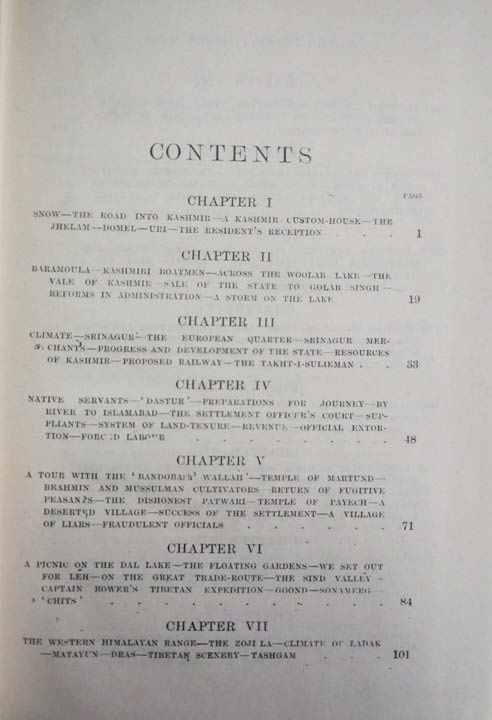 CONTENTS
CHAPTER I
PAGE
SNOW—THE ROAD INTO KASHMIR—A KASHMIR CUSTOM-HOUSE—THE
JHELAM—DOMEL—URI—THE RESIDENT'S RECEPTION . . . 1
CHAPTER II
BARAMOULA—KASHMIRI BOATMEN—ACROSS THE WOOLAR LAKE—THE
VALE OF KASHMIR—SALE OF THE STATE TO GOLAB SINGH—
REFORMS IN ADMINISTRATION—A STORM ON THE LAKE 19
CHAPTER III
CLIMATE—SRINAGUR—THE EUROPEAN QUARTER—SRINAGUR MER-
CHANTS—PROGRESS AND DEVELOPMENT OF THE STATE—RESOURCES
OF KASHMIR—PROPOSED RAILWAY—THE TAKHT-I-SULIEMAN . . 33
CHAPTER IV
NATIVE SERVANTS—'DASTUR'—PREPARATIONS FOR JOURNEY—BY
RIVER TO ISLAMABAD—THE SETTLEMENT OFFICER'S COURT—SUP-
PLIANTS—SYSTEM OF LAND-TENURE—REVENUE—OFFICIAL EXTOR-
TION—FORCED LABOUR . . . . . . 48
CHAPTER V
A TOUR WITH THE 'BANDOBAST WALLAH'—TEMPLE OF MARTUND—
BRAHMIN AND MUSSULMAN CULTIVATORS—RETURN OF FUGITIVE
PEASANTS—THE DISHONEST PATWARI—TEMPLE OF PAYECH—A
DESERTED VILLAGE—SUCCESS OF THE SETTLEMENT—A VILLAGE
OF LIARS—FRAUDULENT OFFICIALS . . . . . . 71
CHAPTER VI
A PICNIC ON THE DAL LAKE—THE FLOATING GARDENS—WE SET OUT
FOR LEH—ON THE GREAT TRADE-ROUTE—THE SIND VALLEY—
CAPTAIN BOWER'S TIBETAN EXPEDITION—GOOND—SONAMERG—
'CHITS' . . . . . . . . . . 84
CHAPTER VII
THE WESTERN HIMALAYAN RANGE—THE ZOJI LA—CLIMATE OF LADAK
—MATAYUN—DRAS—TIBETAN SCENERY—TASHGAM . . . 101